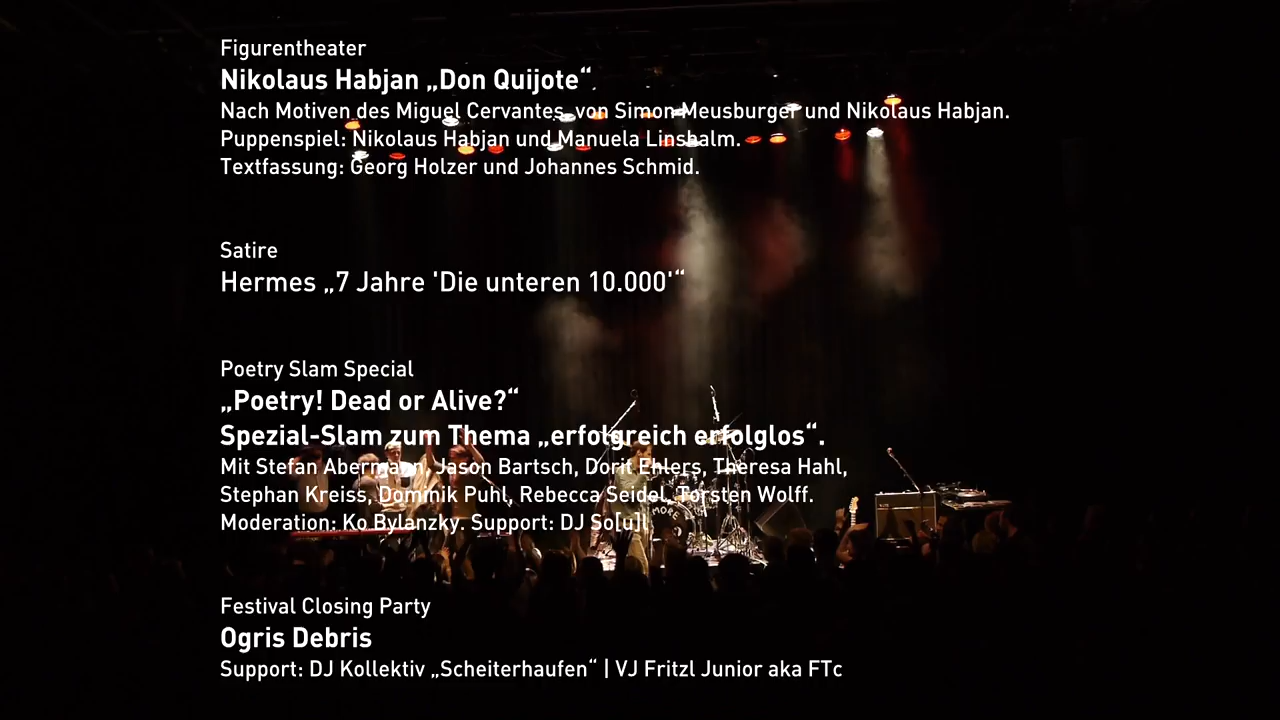 Figurentheater
Nikolaus Habjan „Don Quijote“.
Nach Motiven des Miguel Cervantes, von Simon Meusburger und Nikolaus Habjan.
Puppenspiel: Nikolaus Habjan und Manuela Linshalm.
Textfassung: Georg Holzer und Johannes Schmid.
Satire
Hermes „7 Jahre 'Die unteren 10.000'“
Poetry Slam Special
„Poetry! Dead or Alive?“
Spezial-Slam zum Thema „erfolgreich erfolglos“.
Mit Stefan Abermann, Jason Bartsch, Dorit Ehlers, Theresa Hahl,
Stephan Kreiss, Dominik Puhl, Rebecca Seidel, Torsten Wolff.
Moderation: Ko Bylanzky. Support: DJ So[u]l
MORE
Festival Closing Party
Ogris Debris
Support: DJ Kollektiv „Scheiterhaufen“ | VJ Fritzl Junior aka FTc